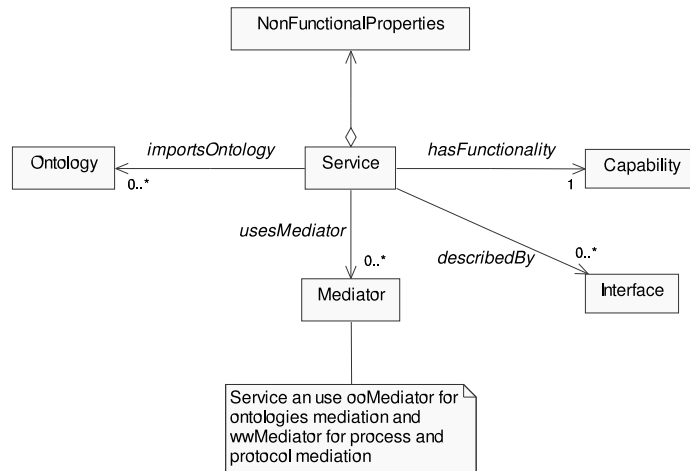 NonFunctionalProperties
importsOntology
hasFunctionality
Ontology
Service
Capability
0..*
1
usesMediator
0..*
describedBy
0..*
Mediator
Interface
Service an use ooMediator for
ontologies mediation and
wwMediator for process and
protocol mediation